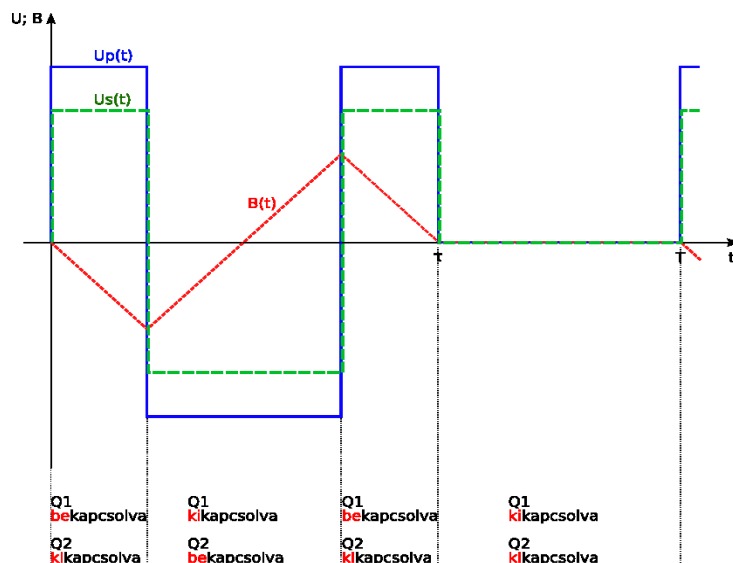 U; B
Up(t)
Us(t)
B(t)
τ
T
t
Q1 Q1 Q1 Q1
bekapcsolva kikapcsolva bekapcsolva kikapcsolva
Q2 Q2 Q2 Q2
kikapcsolva bekapcsolva kikapcsolva kikapcsolva